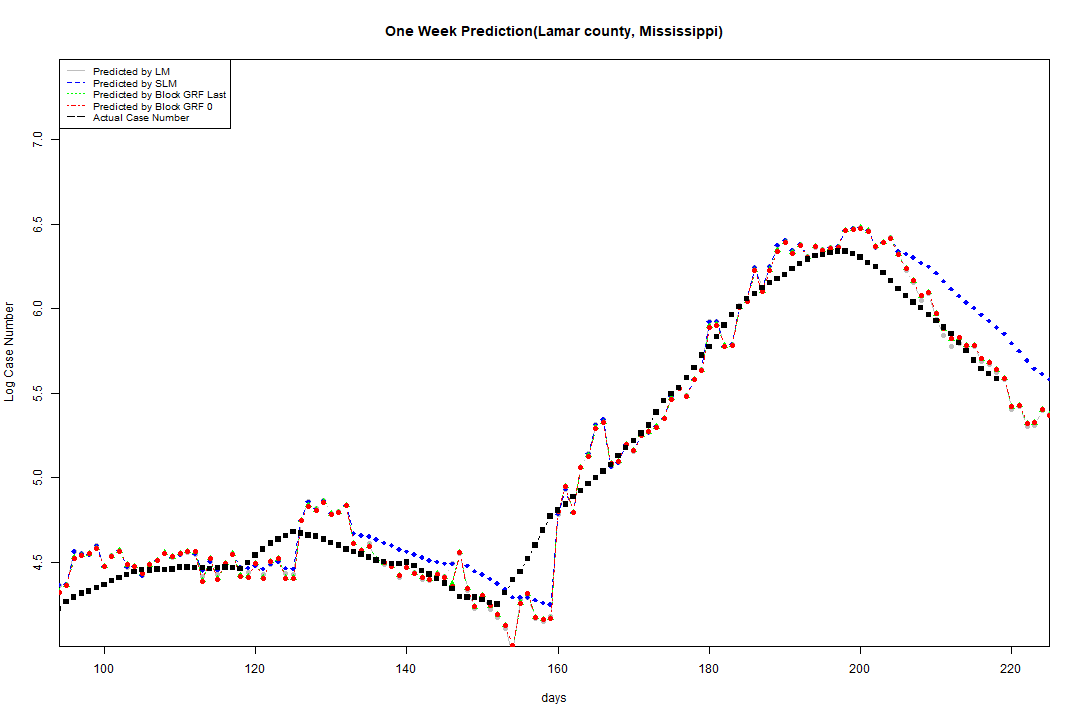 One Week Prediction(Lamar county, Mississippi)
Predicted by LM
Predicted by SLM
Predicted by Block GRF Last
Predicted by Block GRF 0
Actual Case Number
7.0
6.5
6.0
5.5
5.0
4.5
Log Case Number
100 120 140 160 180 200 220
days